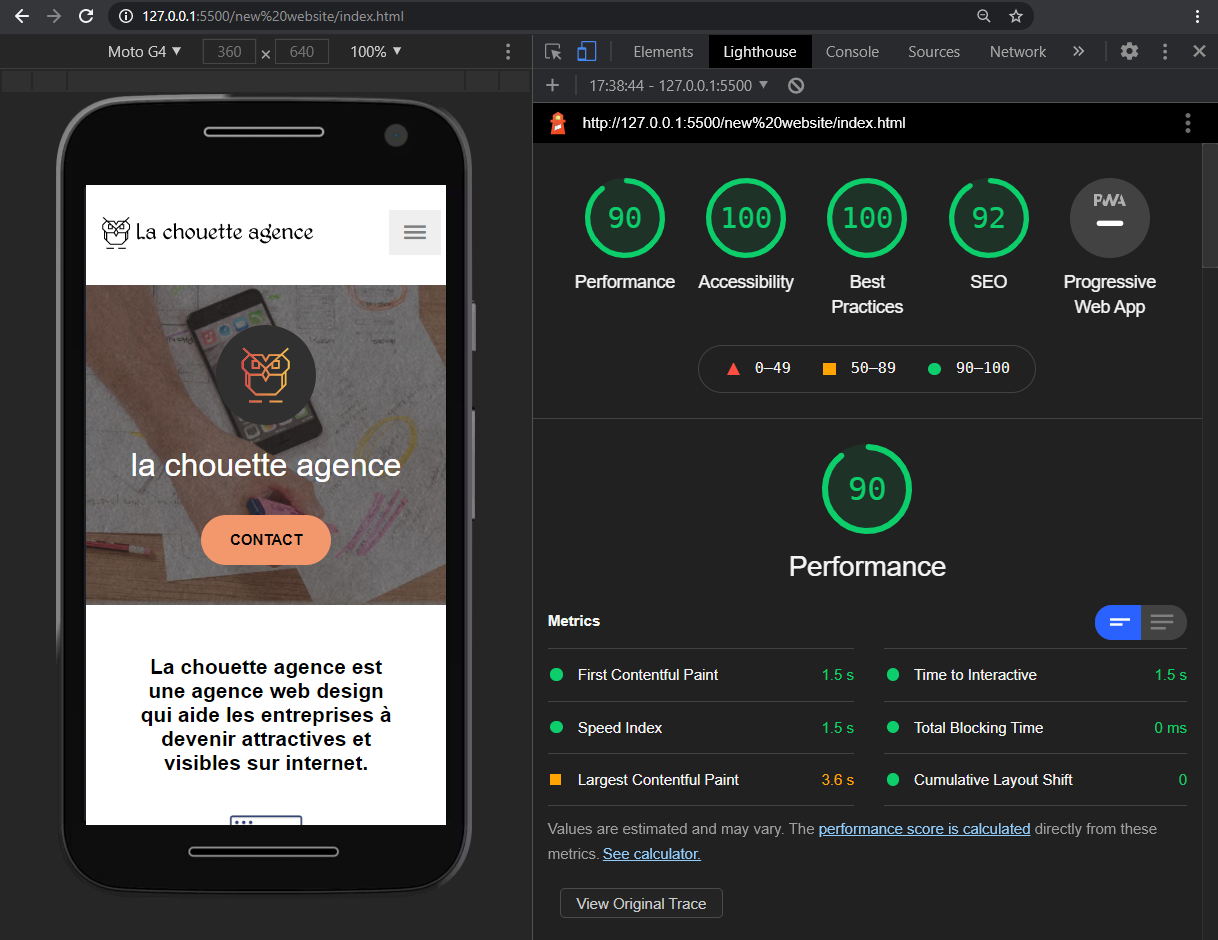 127.0.0.1:5500/new%20website/index.html
Moto G4 ▼ 360 × 640 100% ▼
Elements Lighthouse Console Sources Network »
17:38:44 - 127.0.0.1:5500 ▼
http://127.0.0.1:5500/new%20website/index.html
La chouette agence
la chouette agence
CONTACT
La chouette agence est
une agence web design
qui aide les entreprises à
devenir attractives et
visibles sur internet.
90 100 100 92 PWA
Performance Accessibility Best Practices SEO Progressive Web App
0–49 50–89 90–100
90
Performance
Metrics
First Contentful Paint 1.5 s Time to Interactive 1.5 s
Speed Index 1.5 s Total Blocking Time 0 ms
Largest Contentful Paint 3.6 s Cumulative Layout Shift 0
Values are estimated and may vary. The performance score is calculated directly from these
metrics. See calculator.
View Original Trace